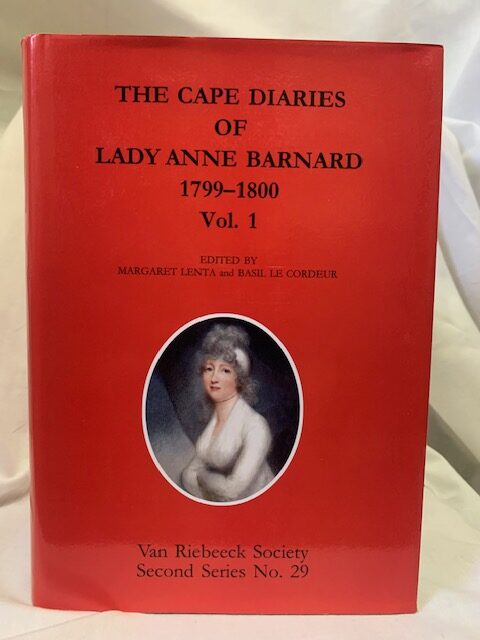 THE CAPE DIARIES
OF
LADY ANNE BARNARD
1799–1800
Vol. 1
EDITED BY
MARGARET LENTA and BASIL LE CORDEUR
Van Riebeeck Society
Second Series No. 29